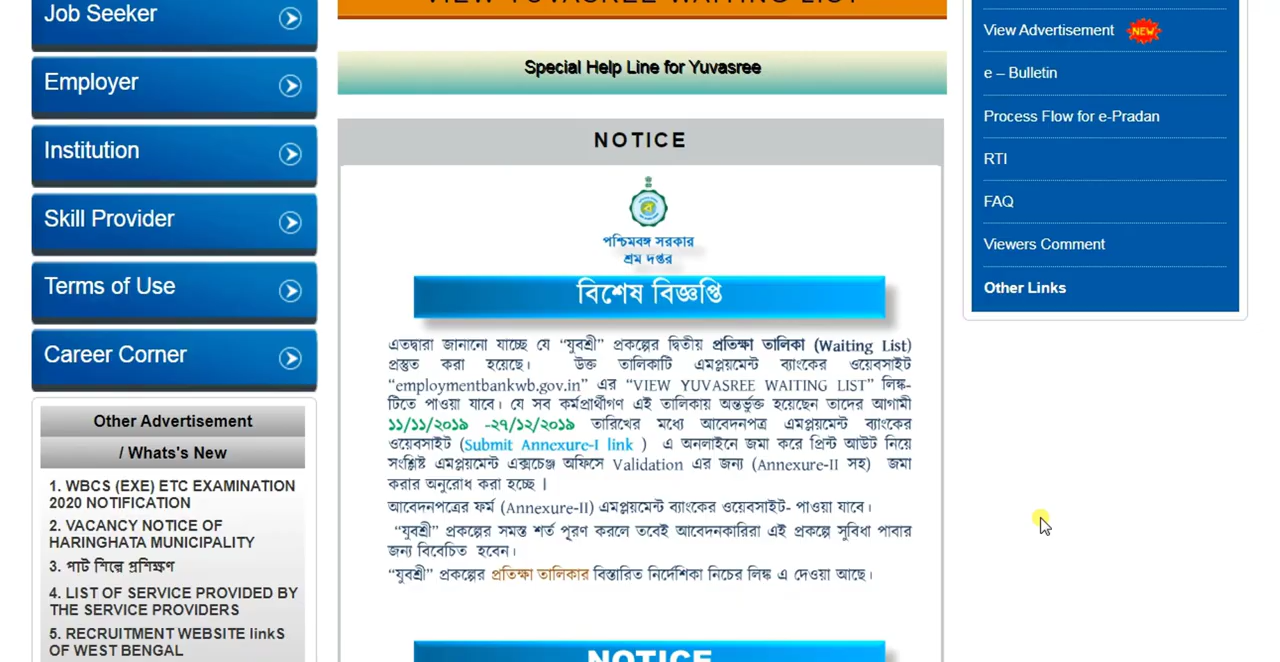 Job Seeker
Employer
Institution
Skill Provider
Terms of Use
Career Corner
Other Advertisement
/ Whats's New
1. WBCS (EXE) ETC EXAMINATION
2020 NOTIFICATION
2. VACANCY NOTICE OF
HARINGHATA MUNICIPALITY
3. পাট শিল্পে প্রশিক্ষণ
4. LIST OF SERVICE PROVIDED BY
THE SERVICE PROVIDERS
5. RECRUITMENT WEBSITE linkS
OF WEST BENGAL
VIEW YUVASREE WAITING LIST
Special Help Line for Yuvasree
NOTICE
পশ্চিমবঙ্গ সরকার
শ্রম দপ্তর
বিশেষ বিজ্ঞপ্তি
এতদ্বারা জানানো যাচ্ছে যে “যুবশ্রী” প্রকল্পের দ্বিতীয় প্রতিক্ষা তালিকা (Waiting List)
প্রস্তুত করা হয়েছে। উক্ত তালিকাটি এমপ্লয়মেন্ট ব্যাংকের ওয়েবসাইট
“employmentbankwb.gov.in” এর “VIEW YUVASREE WAITING LIST” লিঙ্ক-
টিতে পাওয়া যাবে। যে সব কর্মপ্রার্থীগণ এই তালিকায় অন্তর্ভুক্ত হয়েছেন তাদের আগামী
১১/১১/২০১৯ -২৭/১২/২০১৯ তারিখের মধ্যে আবেদনপত্র এমপ্লয়মেন্ট ব্যাংকের
ওয়েবসাইট (Submit Annexure-I link ) এ অনলাইনে জমা করে প্রিন্ট আউট নিয়ে
সংশ্লিষ্ট এমপ্লয়মেন্ট এক্সচেঞ্জ অফিসে Validation এর জন্য (Annexure-II সহ) জমা
করার অনুরোধ করা হচ্ছে।
আবেদনপত্রের ফর্ম (Annexure-II) এমপ্লয়মেন্ট ব্যাংকের ওয়েবসাইট- পাওয়া যাবে।
“যুবশ্রী” প্রকল্পের সমস্ত শর্ত পূরণ করলে তবেই আবেদনকারিরা এই প্রকল্পে সুবিধা পাবার
জন্য বিবেচিত হবেন।
“যুবশ্রী” প্রকল্পের প্রতিক্ষা তালিকার বিস্তারিত নির্দেশিকা নিচের লিঙ্ক এ দেওয়া আছে।
NOTICE
View Advertisement NEW
e – Bulletin
Process Flow for e-Pradan
RTI
FAQ
Viewers Comment
Other Links